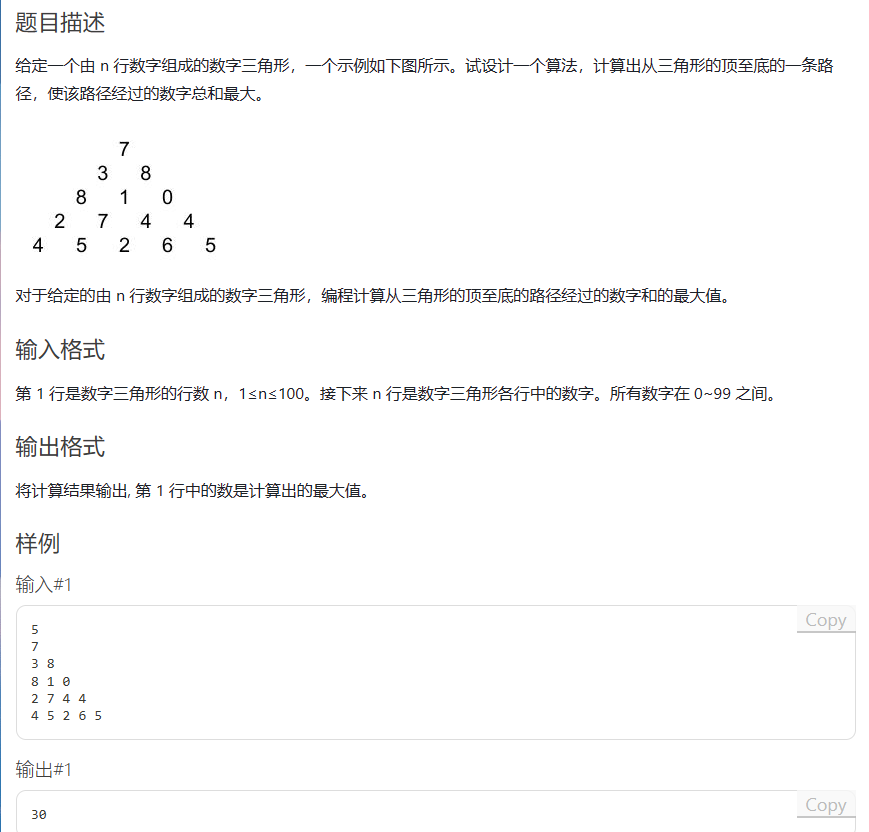 题目描述
给定一个由 n 行数字组成的数字三角形，一个示例如下图所示。试设计一个算法，计算出从三角形的顶至底的一条路
径，使该路径经过的数字总和最大。
7
3 8
8 1 0
2 7 4 4
4 5 2 6 5
对于给定的由 n 行数字组成的数字三角形，编程计算从三角形的顶至底的路径经过的数字和的最大值。
输入格式
第 1 行是数字三角形的行数 n，1≤n≤100。接下来 n 行是数字三角形各行中的数字。所有数字在 0~99 之间。
输出格式
将计算结果输出, 第 1 行中的数是计算出的最大值。
样例
输入#1
Copy
5
7
3 8
8 1 0
2 7 4 4
4 5 2 6 5
输出#1
Copy
30